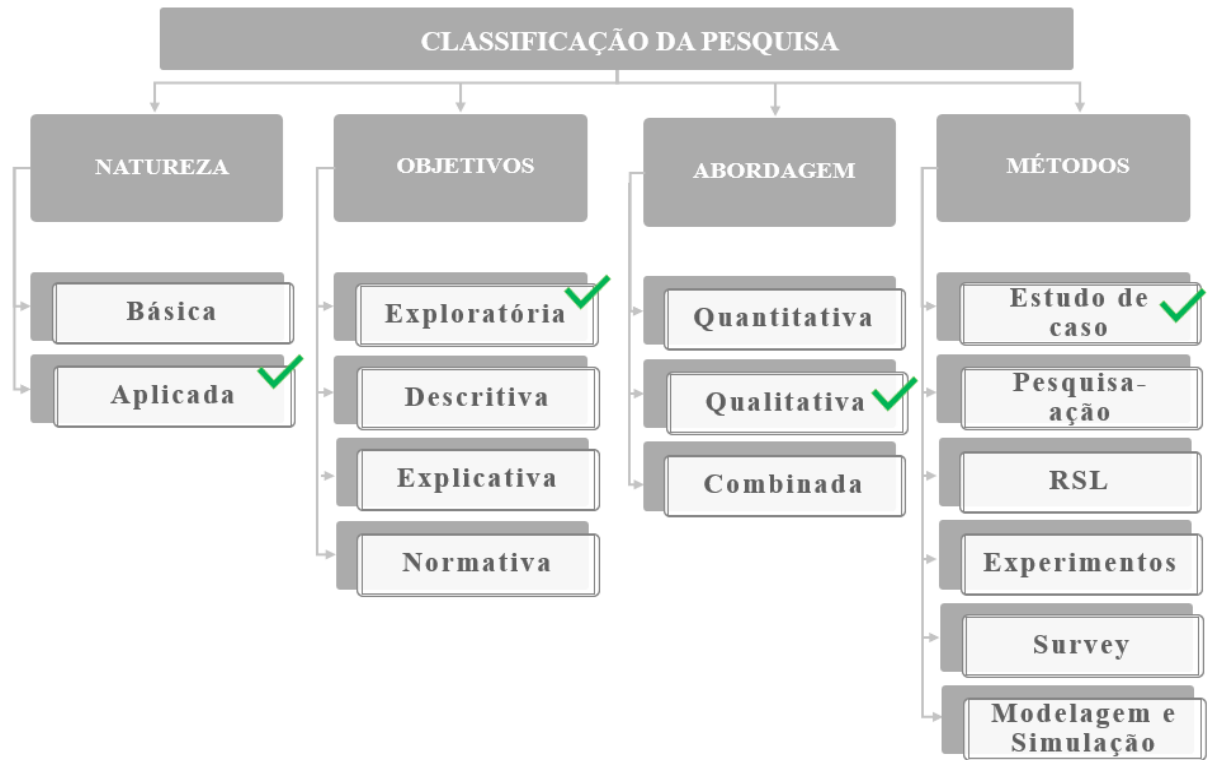 CLASSIFICAÇÃO DA PESQUISA
NATUREZA
OBJETIVOS
ABORDAGEM
MÉTODOS
Básica
Aplicada
Exploratória
Descritiva
Explicativa
Normativa
Quantitativa
Qualitativa
Combinada
Estudo de
caso
Pesquisa-
ação
RSL
Experimentos
Survey
Modelagem e
Simulação